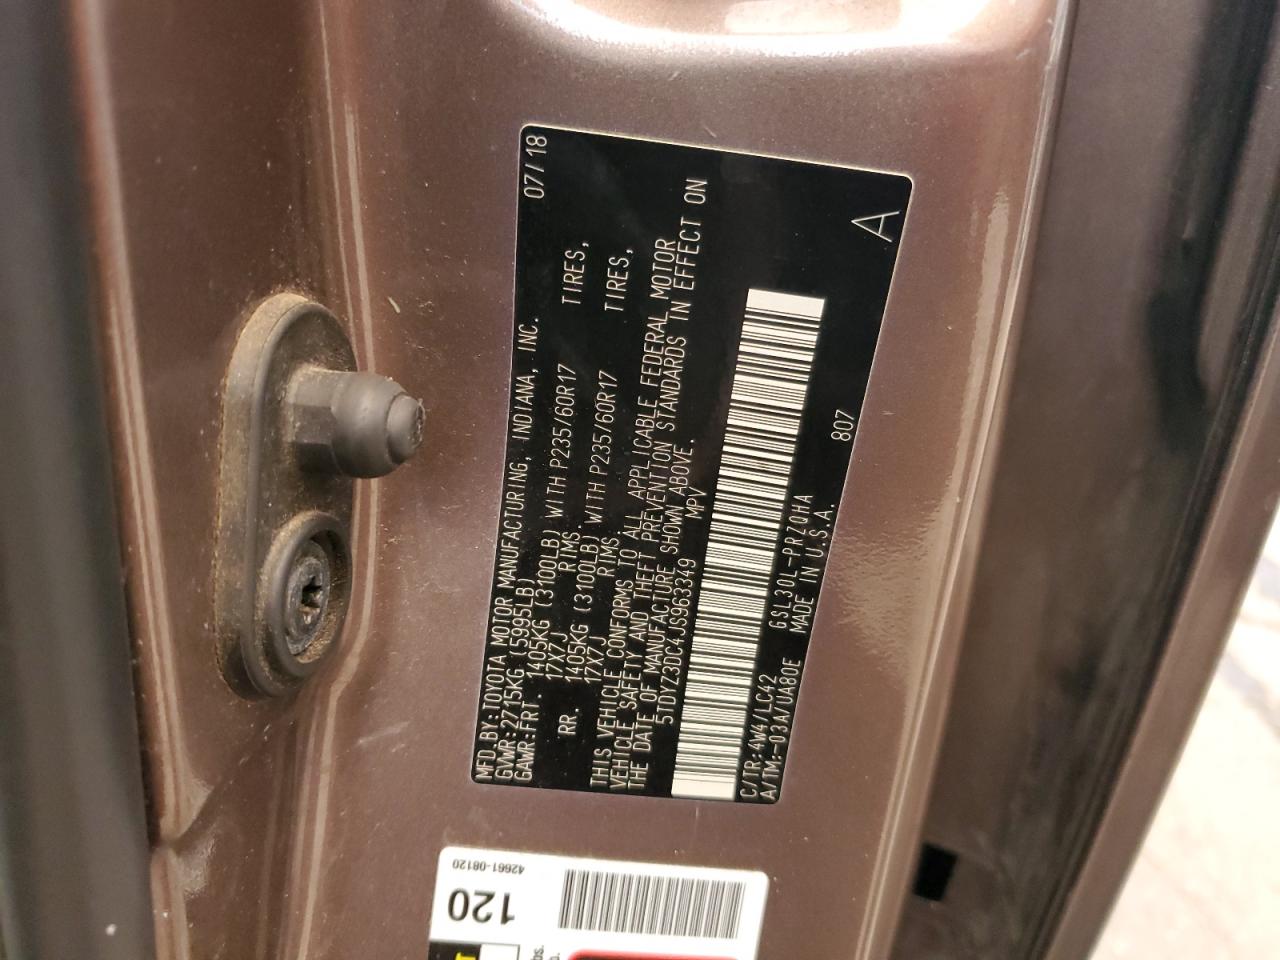 MFD.BY:TOYOTA MOTOR MANUFACTURING, INDIANA, INC. 07/18
GVWR:2715KG (5995LB)
GAWR:FRT. 1405KG (3100LB) WITH P235/60R17 TIRES,
17X7J RIMS
RR. 1405KG (3100LB) WITH P235/60R17 TIRES,
17X7J RIMS
THIS VEHICLE CONFORMS TO ALL APPLICABLE FEDERAL MOTOR
VEHICLE SAFETY AND THEFT PREVENTION STANDARDS IN EFFECT ON
THE DATE OF MANUFACTURE SHOWN ABOVE.
5TDYZ3DC4JS963349 MPV
C/TR:4W4/LC42 GSL30L-PRZQHA 807
A/TM:-03A/UA80E MADE IN U.S.A.
A
42661-08120
120